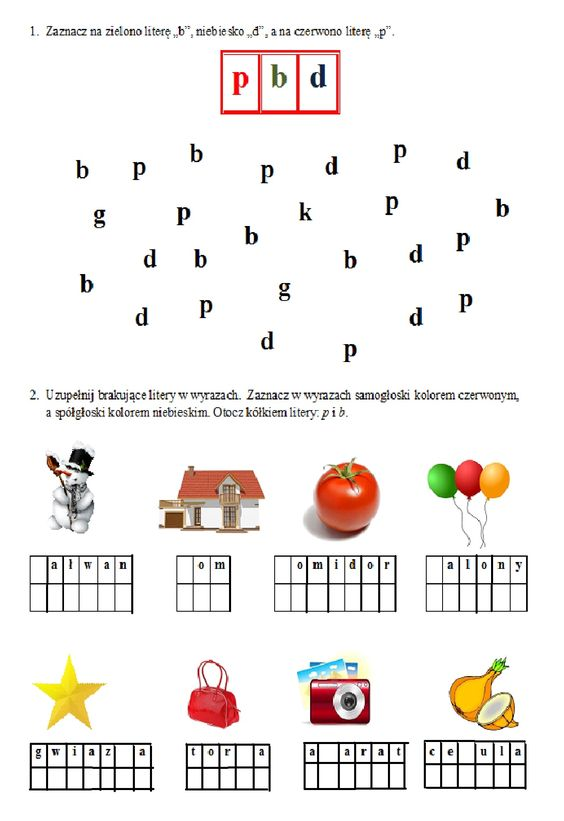 1. Zaznacz na zielono literę „b”, niebiesko „d”, a na czerwono literę „p”.
p b d
b p b p d p d
g p k p b
b
d b b d p
b g
d p d p
d p
2. Uzupełnij brakujące litery w wyrazach. Zaznacz w wyrazach samogłoski kolorem czerwonym,
a spółgłoski kolorem niebieskim. Otocz kółkiem litery: p i b.
a ł w a n o m o m i d o r a l o n y
g w i a z a t o r a a a r a t c e u l a